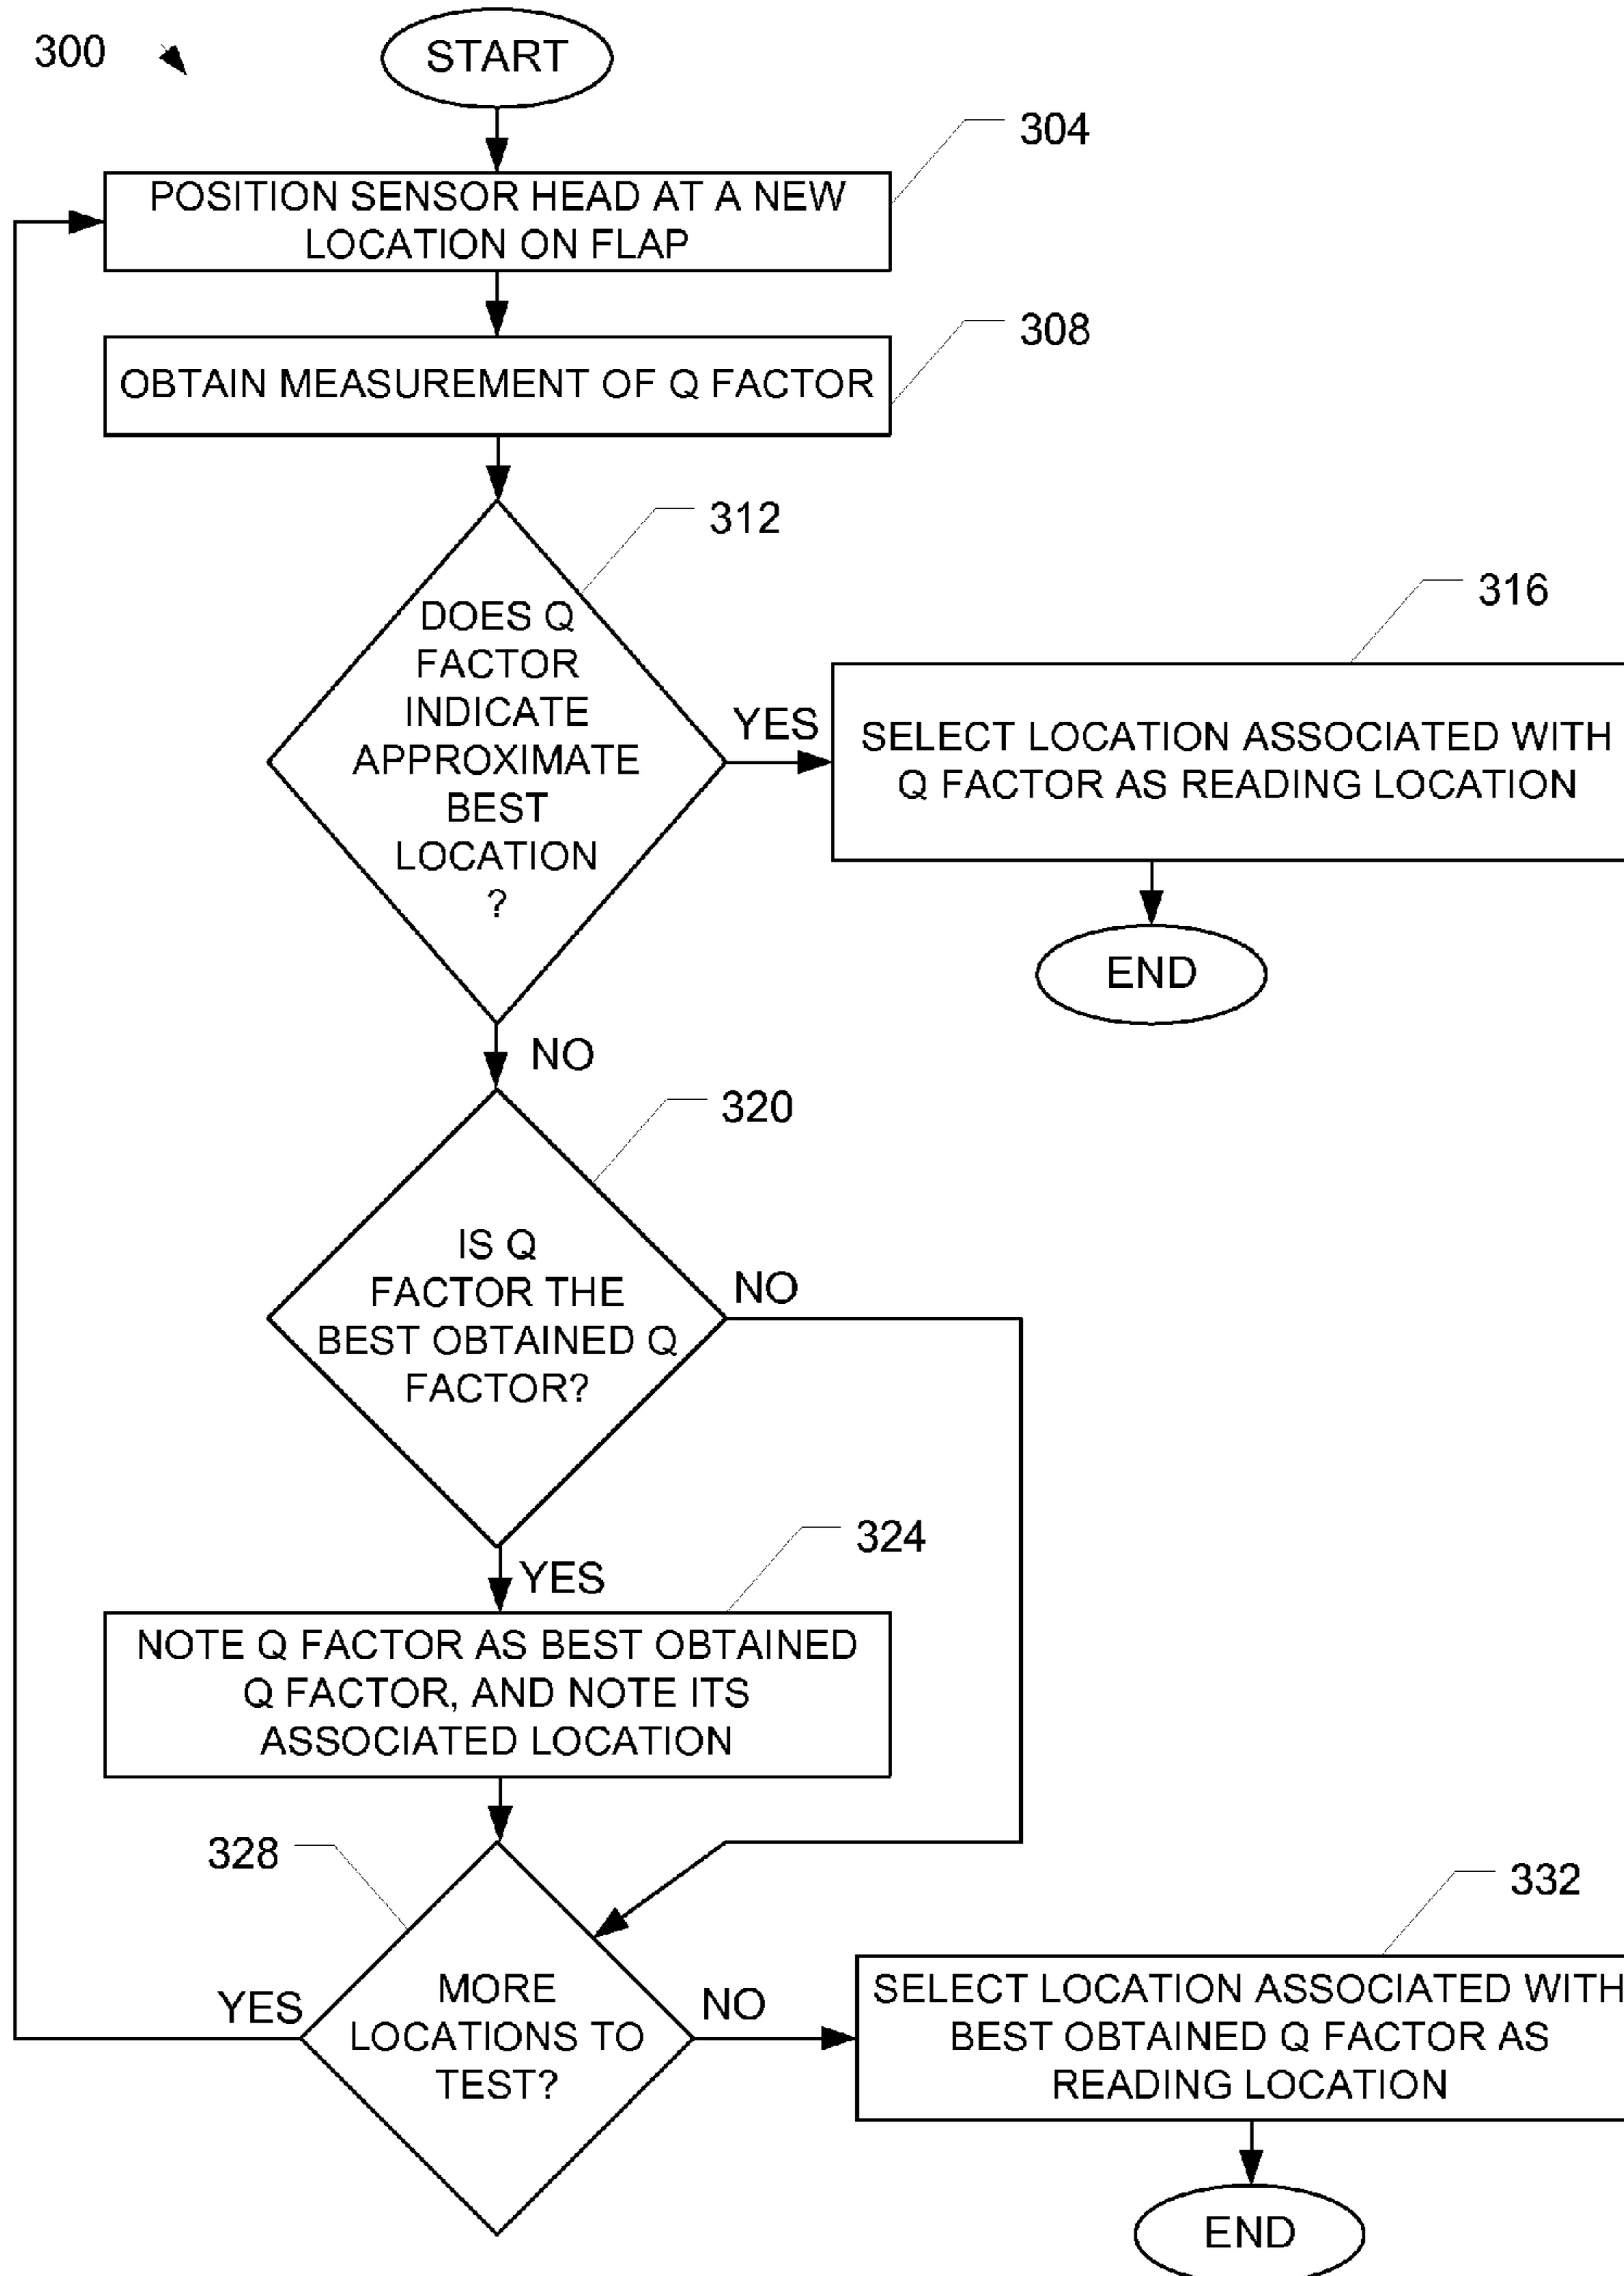 300
START
304
POSITION SENSOR HEAD AT A NEW
LOCATION ON FLAP
308
OBTAIN MEASUREMENT OF Q FACTOR
312
DOES Q
FACTOR
INDICATE
APPROXIMATE
BEST
LOCATION
?
YES
316
SELECT LOCATION ASSOCIATED WITH
Q FACTOR AS READING LOCATION
END
NO
320
IS Q
FACTOR THE
BEST OBTAINED Q
FACTOR?
NO
YES
324
NOTE Q FACTOR AS BEST OBTAINED
Q FACTOR, AND NOTE ITS
ASSOCIATED LOCATION
328
MORE
LOCATIONS TO
TEST?
YES
NO
332
SELECT LOCATION ASSOCIATED WITH
BEST OBTAINED Q FACTOR AS
READING LOCATION
END